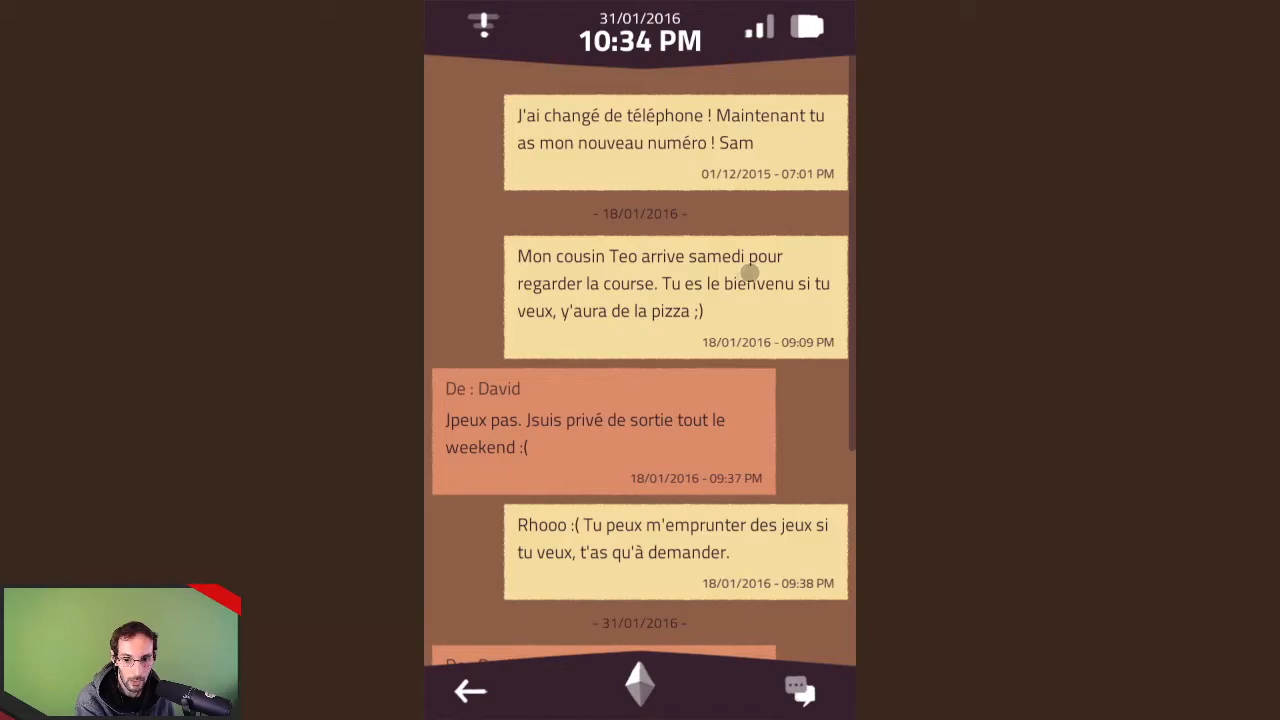 31/01/2016
10:34 PM
J'ai changé de téléphone ! Maintenant tu
as mon nouveau numéro ! Sam
01/12/2015 - 07:01 PM
- 18/01/2016 -
Mon cousin Teo arrive samedi pour
regarder la course. Tu es le bienvenu si tu
veux, y'aura de la pizza ;)
18/01/2016 - 09:09 PM
De : David
Jpeux pas. Jsuis privé de sortie tout le
weekend :(
18/01/2016 - 09:37 PM
Rhooo :( Tu peux m'emprunter des jeux si
tu veux, t'as qu'à demander.
18/01/2016 - 09:38 PM
- 31/01/2016 -